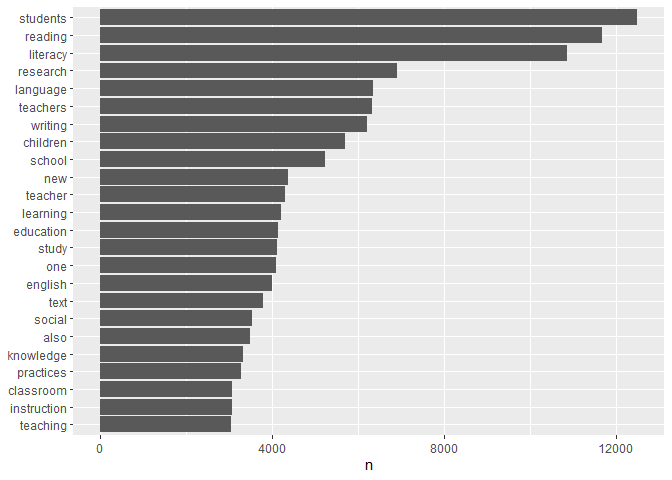 students
reading
literacy
research
language
teachers
writing
children
school
new
teacher
learning
education
study
one
english
text
social
also
knowledge
practices
classroom
instruction
teaching
0 4000 8000 12000
n